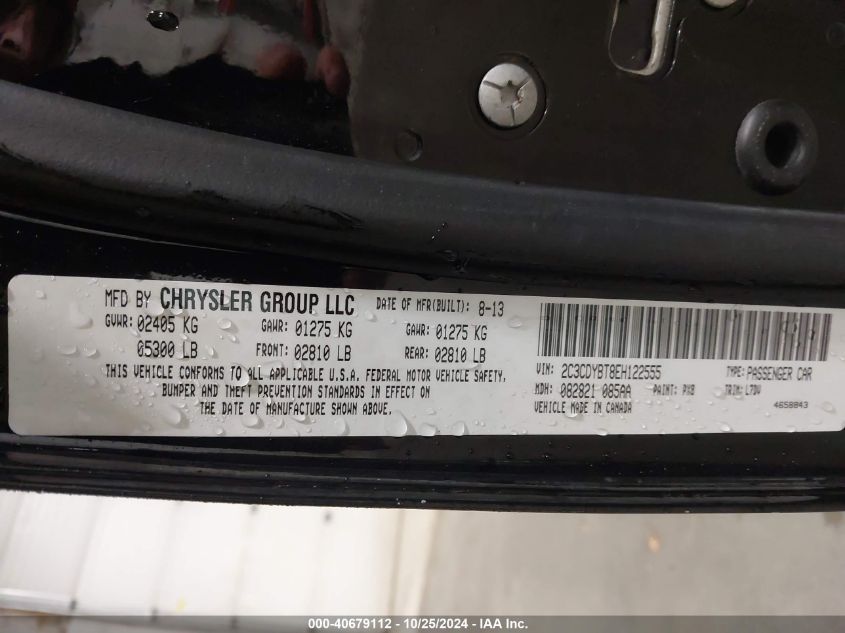 MFD BY CHRYSLER GROUP LLC DATE OF MFR(BUILT): 8-13
GVWR: 02405 KG GAWR: 01275 KG GAWR: 01275 KG
05300 LB FRONT: 02810 LB REAR: 02810 LB
THIS VEHICLE CONFORMS TO ALL APPLICABLE U.S.A. FEDERAL MOTOR VEHICLE SAFETY,
BUMPER AND THEFT PREVENTION STANDARDS IN EFFECT ON
THE DATE OF MANUFACTURE SHOWN ABOVE.
VIN: 2C3CDYBT8EH122555 TYPE: PASSENGER CAR
MDH: 082821 085AA PAINT: PX8 TRIM: L7DV
VEHICLE MADE IN CANADA 4658843
000-40679112 - 10/25/2024 - IAA Inc.